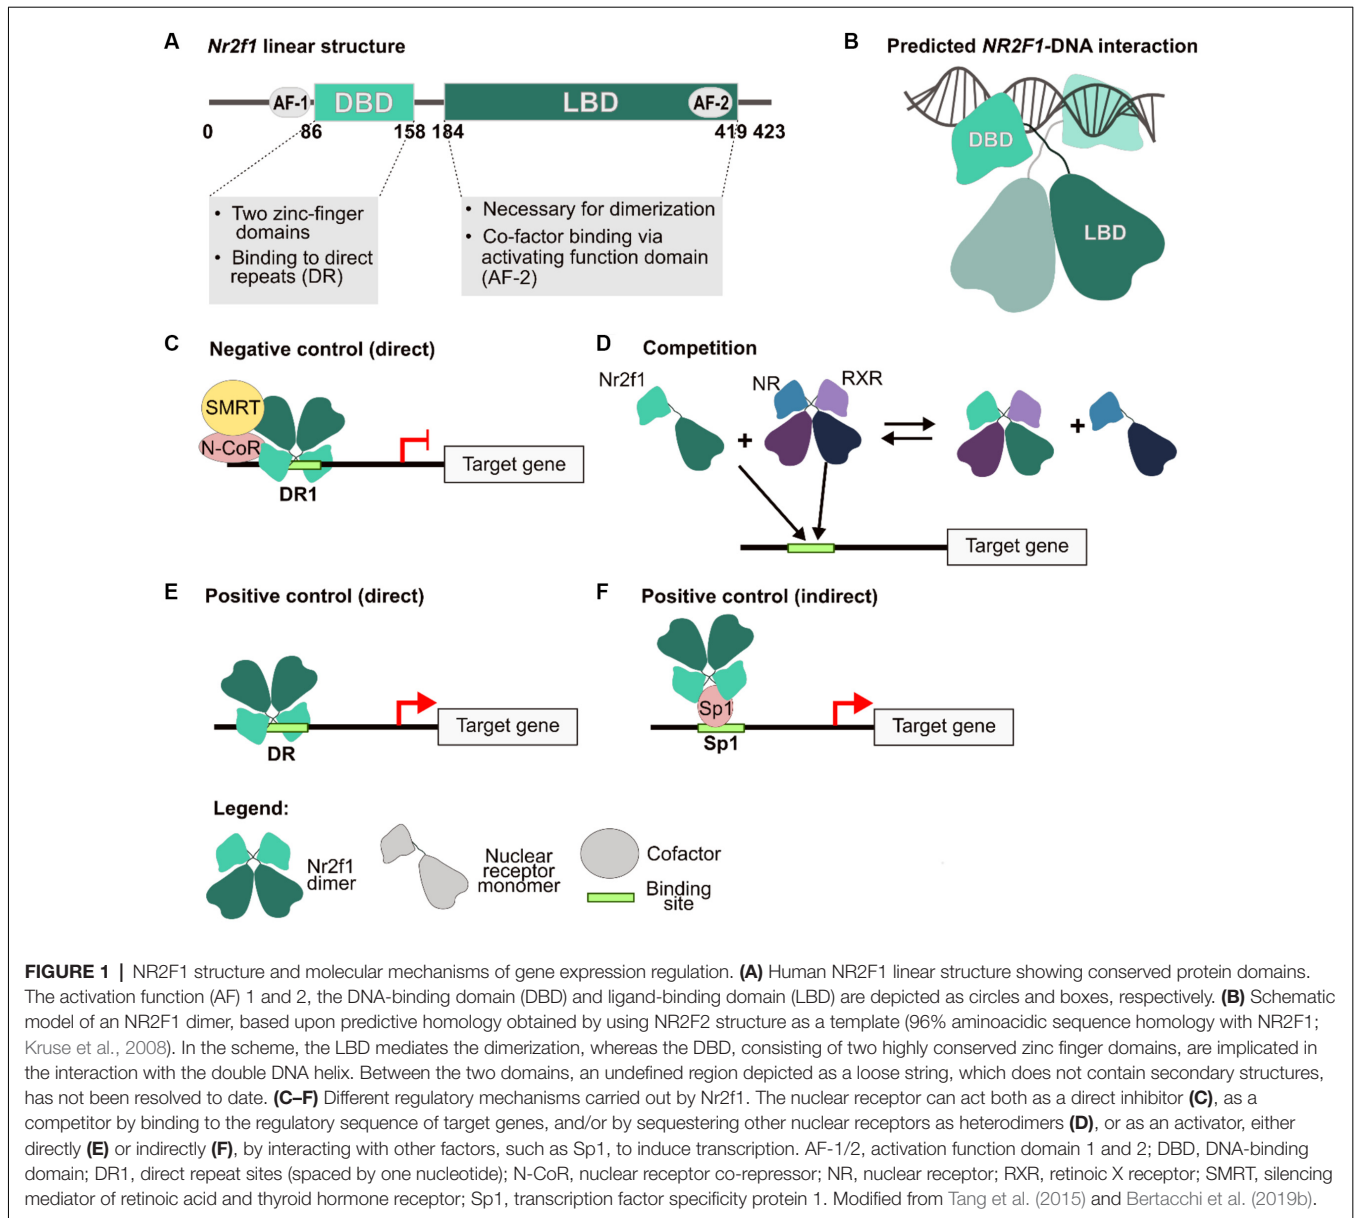 A Nr2f1 linear structure
AF-1 DBD LBD AF-2
0 86 158 184 419 423
• Two zinc-finger
domains
• Binding to direct
repeats (DR)
• Necessary for dimerization
• Co-factor binding via
activating function domain
(AF-2)
B Predicted NR2F1-DNA interaction
DBD
LBD
C Negative control (direct)
SMRT
N-CoR
DR1
Target gene
D Competition
Nr2f1
NR
RXR
+
+
Target gene
E Positive control (direct)
DR
Target gene
F Positive control (indirect)
Sp1
Sp1
Target gene
Legend:
Nr2f1
dimer
Nuclear
receptor
monomer
Cofactor
Binding
site
FIGURE 1 | NR2F1 structure and molecular mechanisms of gene expression regulation. (A) Human NR2F1 linear structure showing conserved protein domains.
The activation function (AF) 1 and 2, the DNA-binding domain (DBD) and ligand-binding domain (LBD) are depicted as circles and boxes, respectively. (B) Schematic
model of an NR2F1 dimer, based upon predictive homology obtained by using NR2F2 structure as a template (96% aminoacidic sequence homology with NR2F1;
Kruse et al., 2008). In the scheme, the LBD mediates the dimerization, whereas the DBD, consisting of two highly conserved zinc finger domains, are implicated in
the interaction with the double DNA helix. Between the two domains, an undefined region depicted as a loose string, which does not contain secondary structures,
has not been resolved to date. (C–F) Different regulatory mechanisms carried out by Nr2f1. The nuclear receptor can act both as a direct inhibitor (C), as a
competitor by binding to the regulatory sequence of target genes, and/or by sequestering other nuclear receptors as heterodimers (D), or as an activator, either
directly (E) or indirectly (F), by interacting with other factors, such as Sp1, to induce transcription. AF-1/2, activation function domain 1 and 2; DBD, DNA-binding
domain; DR1, direct repeat sites (spaced by one nucleotide); N-CoR, nuclear receptor co-repressor; NR, nuclear receptor; RXR, retinoic X receptor; SMRT, silencing
mediator of retinoic acid and thyroid hormone receptor; Sp1, transcription factor specificity protein 1. Modified from Tang et al. (2015) and Bertacchi et al. (2019b).